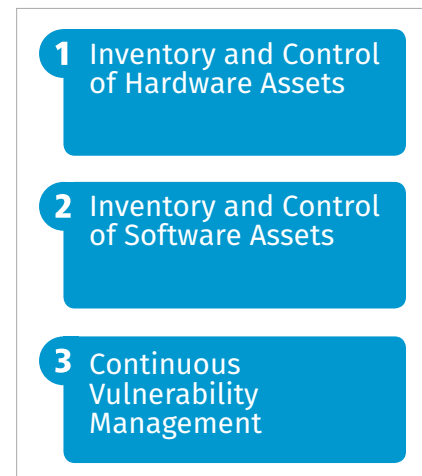 1 Inventory and Control
of Hardware Assets
2 Inventory and Control
of Software Assets
3 Continuous
Vulnerability
Management